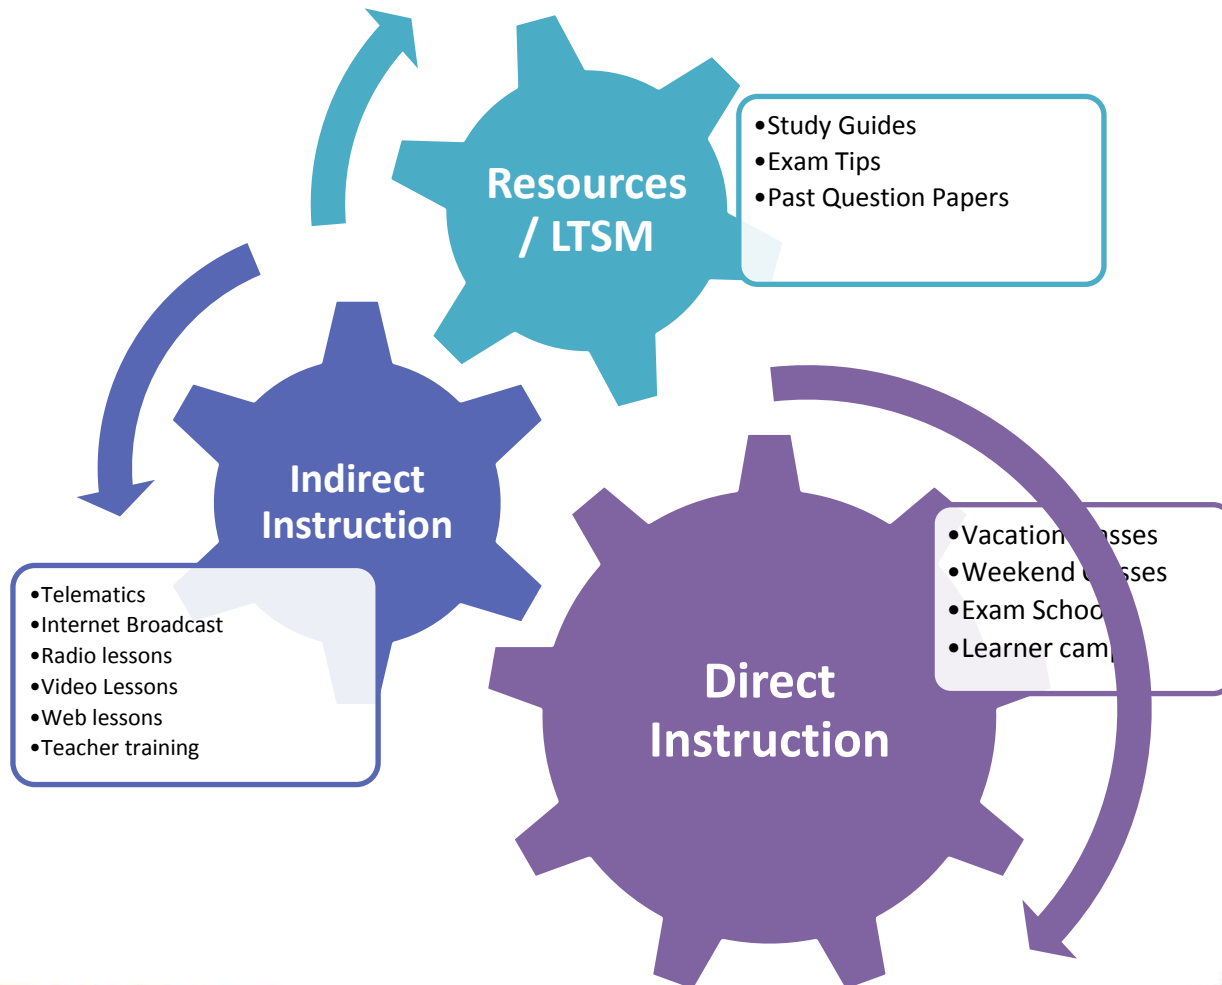 Resources
/ LTSM
•Study Guides
•Exam Tips
•Past Question Papers
Indirect
Instruction
•Telematics
•Internet Broadcast
•Radio lessons
•Video Lessons
•Web lessons
•Teacher training
Direct
Instruction
•Vacation
•Weekend
•Exam
•Learner